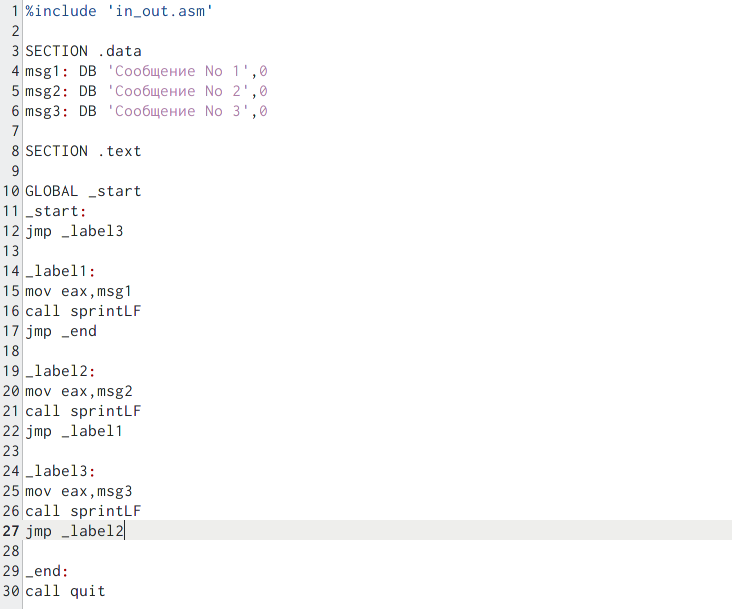 1 %include 'in_out.asm'
2
3 SECTION .data
4 msg1: DB 'Сообщение No 1',0
5 msg2: DB 'Сообщение No 2',0
6 msg3: DB 'Сообщение No 3',0
7
8 SECTION .text
9
10 GLOBAL _start
11 _start:
12 jmp _label3
13
14 _label1:
15 mov eax,msg1
16 call sprintLF
17 jmp _end
18
19 _label2:
20 mov eax,msg2
21 call sprintLF
22 jmp _label1
23
24 _label3:
25 mov eax,msg3
26 call sprintLF
27 jmp _label2
28
29 _end:
30 call quit